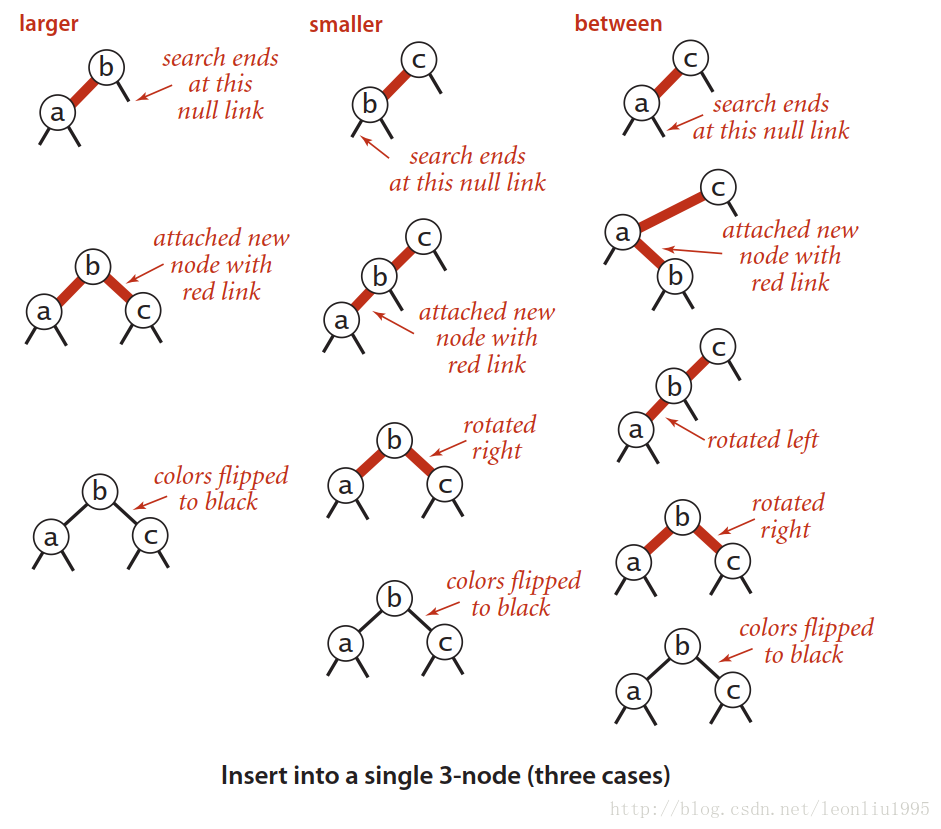 larger
b
a
search ends
at this
null link
b
a
c
attached new
node with
red link
b
a
c
colors flipped
to black
smaller
c
b
search ends
at this null link
c
b
a
attached new
node with
red link
b
a
c
rotated
right
b
a
c
colors flipped
to black
between
c
a
search ends
at this null link
c
a
b
attached new
node with
red link
c
b
a
rotated left
b
a
c
rotated
right
b
a
c
colors flipped
to black
Insert into a single 3-node (three cases)
http://blog.csdn.net/leonliu1995